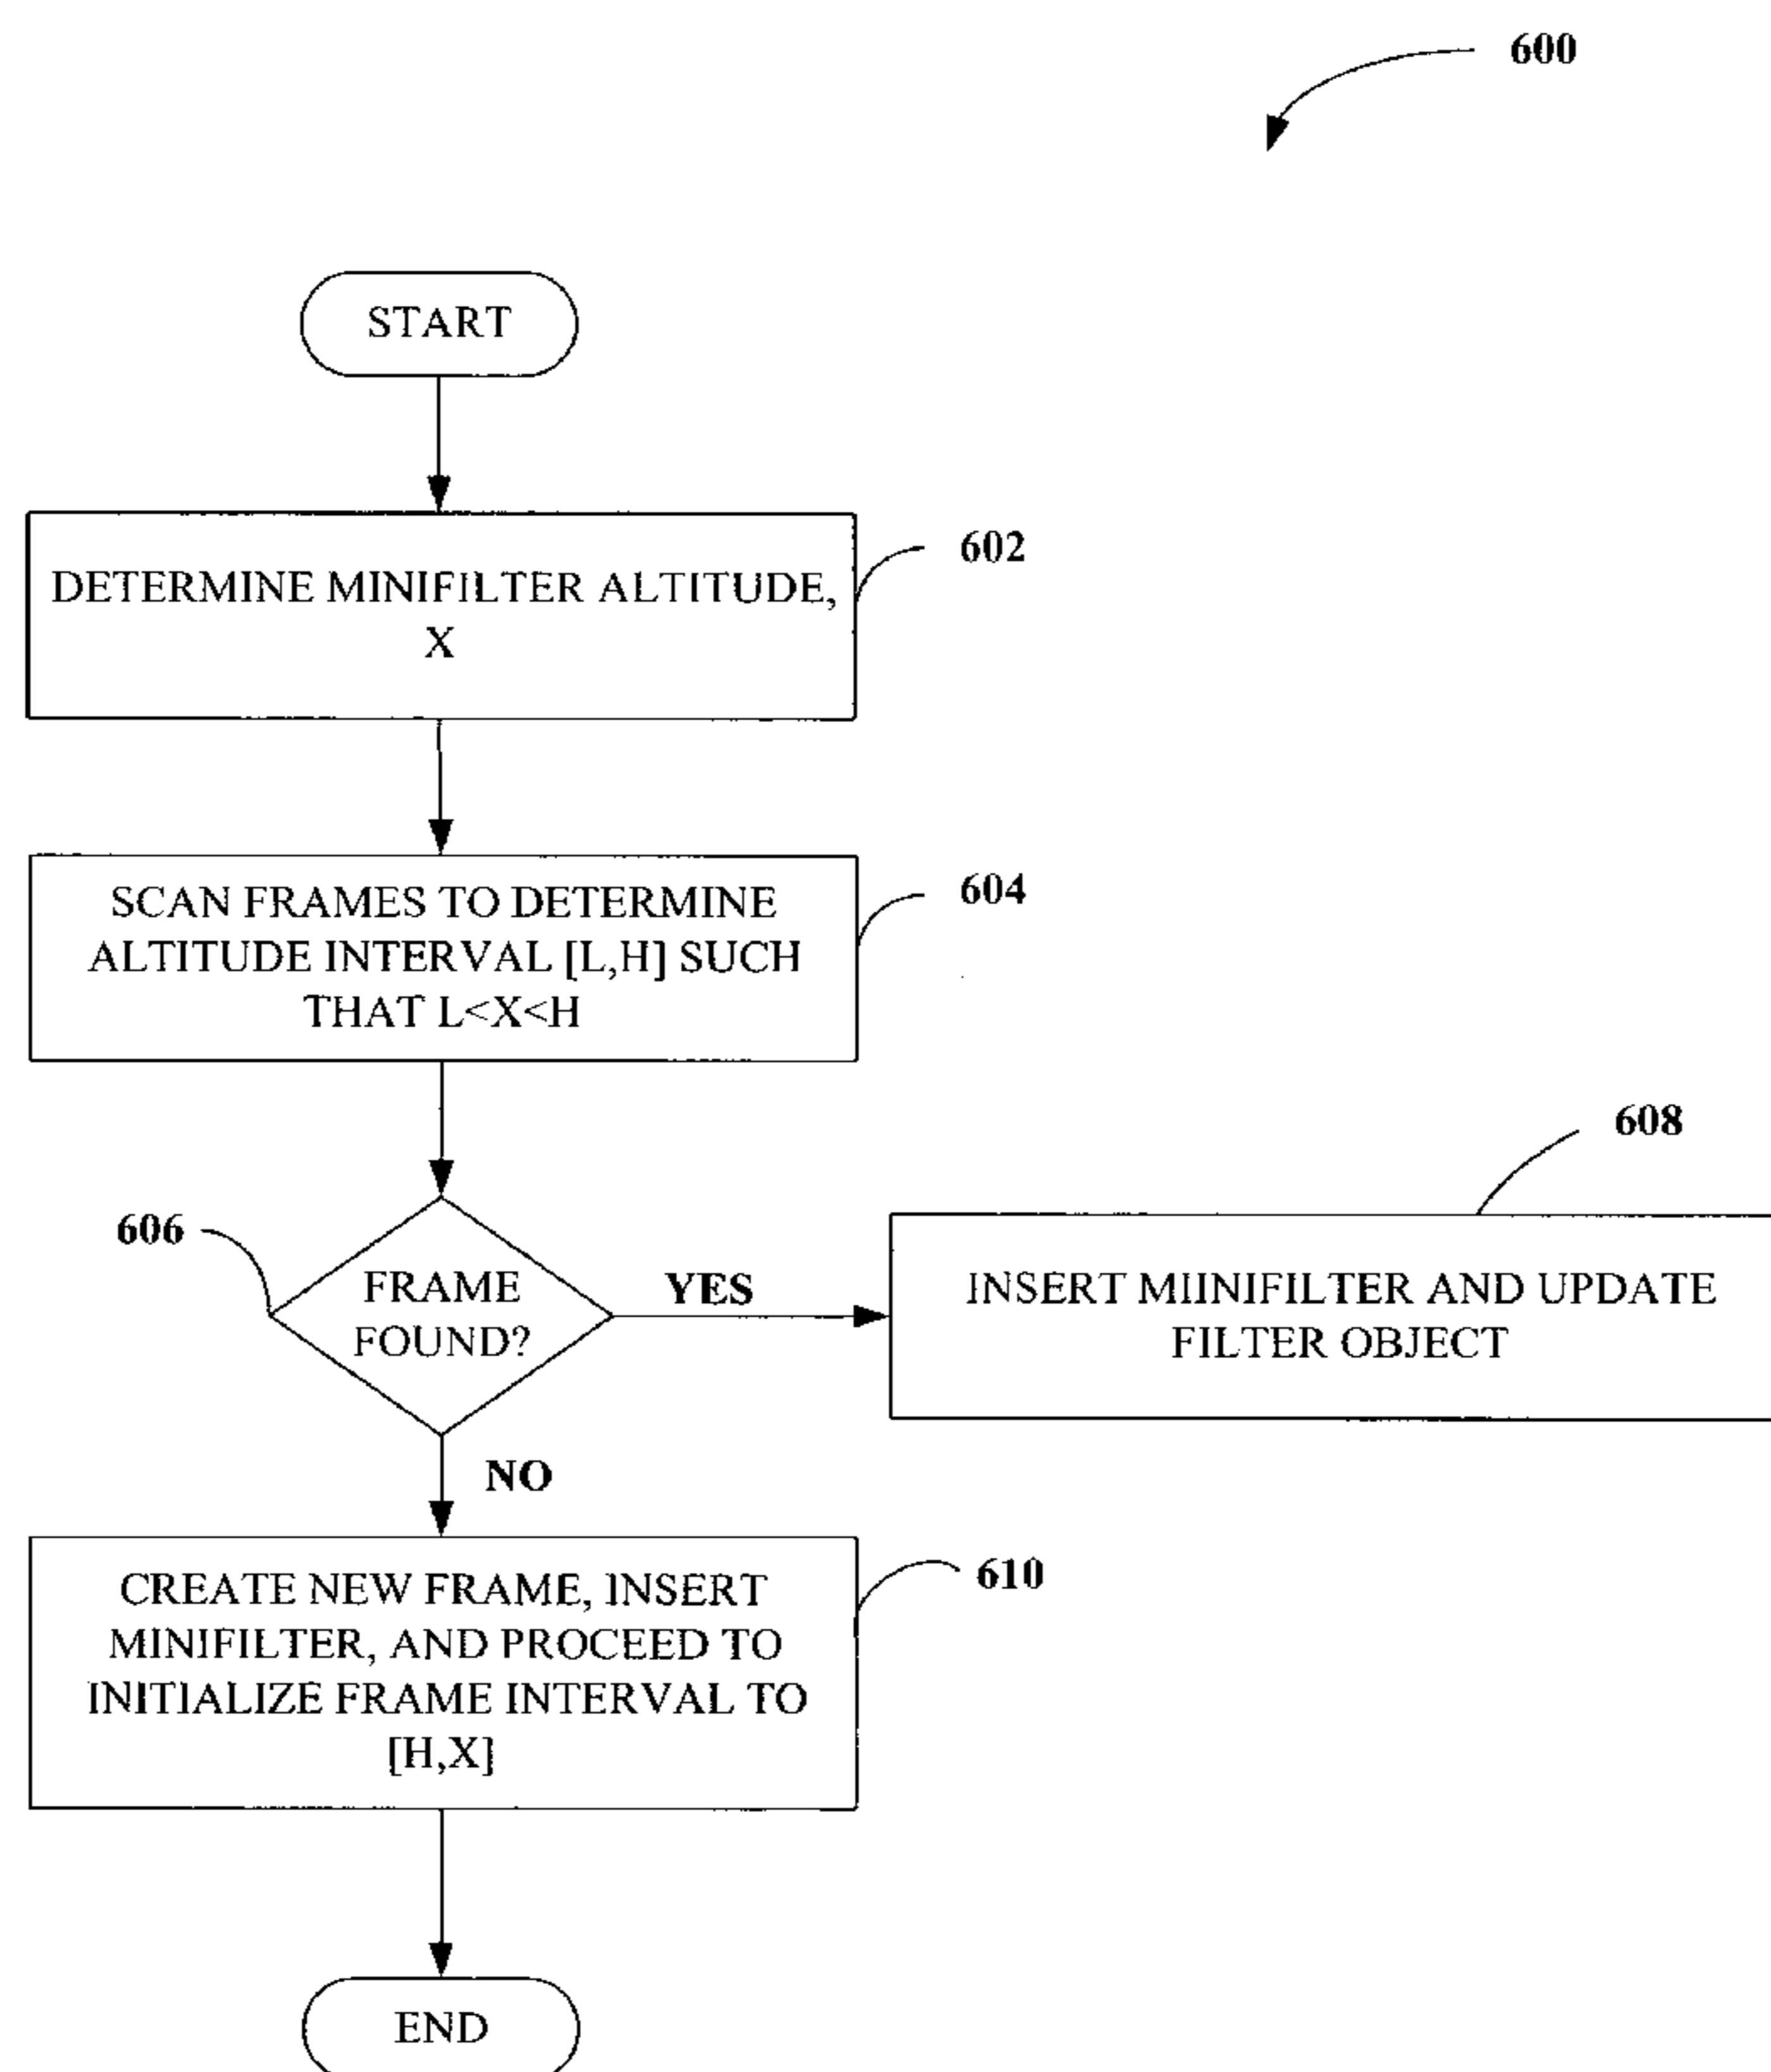 600
START
DETERMINE MINIFILTER ALTITUDE,
X
602
SCAN FRAMES TO DETERMINE
ALTITUDE INTERVAL [L,H] SUCH
THAT L<X<H
604
606
FRAME
FOUND?
YES
608
INSERT MIINIFILTER AND UPDATE
FILTER OBJECT
NO
CREATE NEW FRAME, INSERT
MINIFILTER, AND PROCEED TO
INITIALIZE FRAME INTERVAL TO
[H,X]
610
END